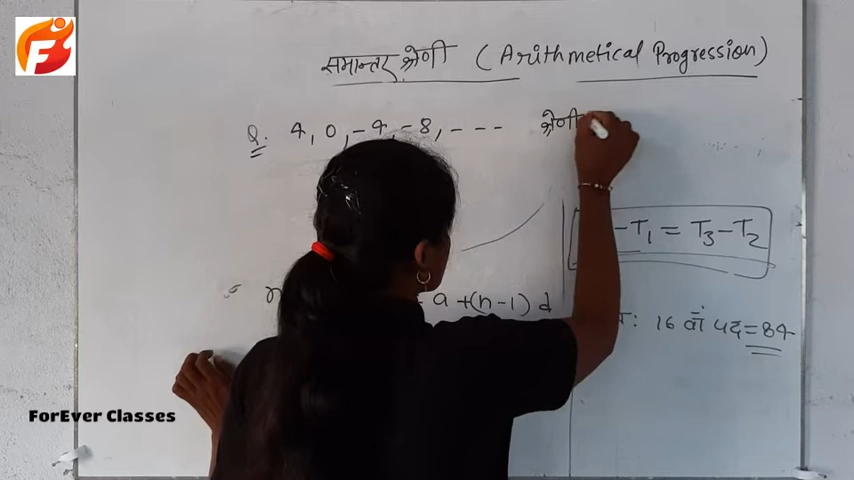 समान्तर श्रेणी (Arithmetical Progression)
Q. 4, 0, -4, -8, - - - श्रेणी
-T1 = T3 - T2
a +(n-1) d
16 वाँ पद = 84
ForEver Classes